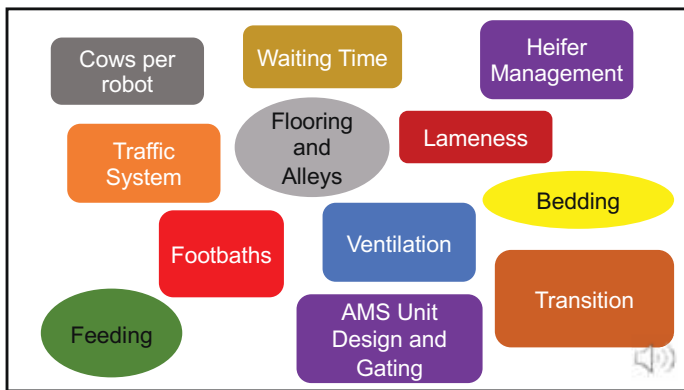 Cows per
robot
Waiting Time
Heifer
Management
Traffic
System
Flooring
and
Alleys
Lameness
Bedding
Footbaths
Ventilation
Transition
Feeding
AMS Unit
Design and
Gating